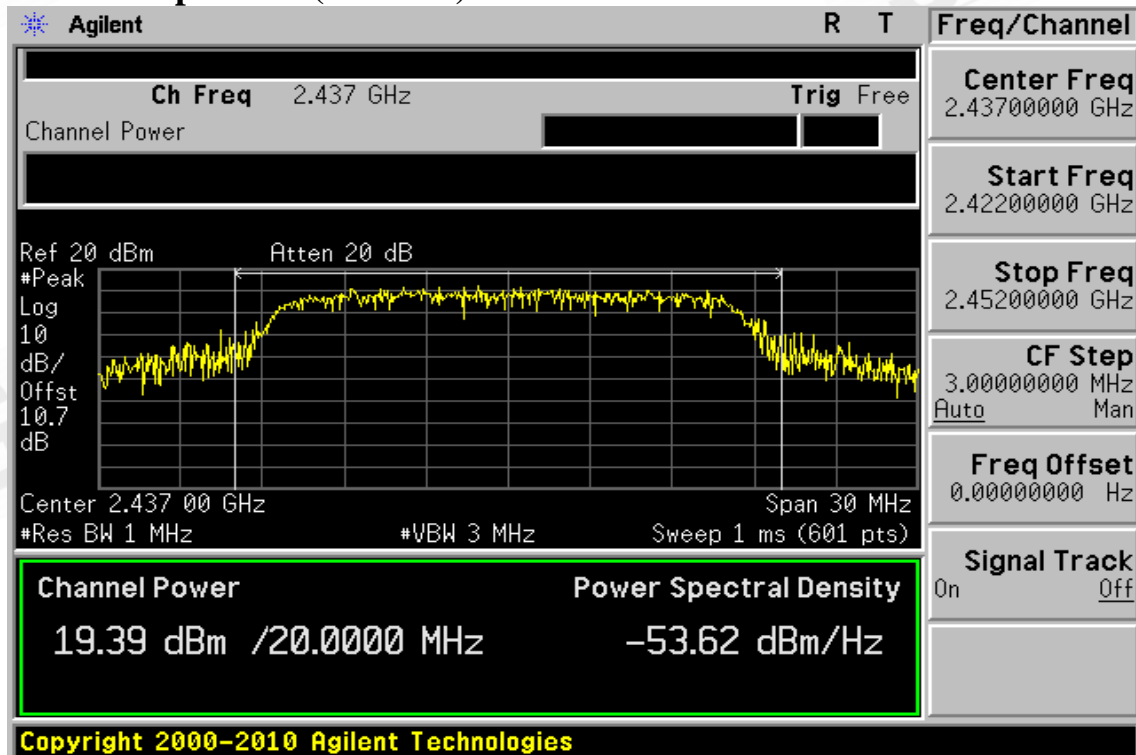 Agilent R T
Freq/Channel
Ch Freq 2.437 GHz Trig Free
Channel Power
Center Freq
2.43700000 GHz
Start Freq
2.42200000 GHz
Stop Freq
2.45200000 GHz
CF Step
3.00000000 MHz
Auto Man
Freq Offset
0.00000000 Hz
Signal Track
On Off
Ref 20 dBm Atten 20 dB
#Peak
Log
10
dB/
Offst
10.7
dB
Center 2.437 00 GHz Span 30 MHz
#Res BW 1 MHz #VBW 3 MHz Sweep 1 ms (601 pts)
Channel Power Power Spectral Density
19.39 dBm /20.0000 MHz -53.62 dBm/Hz
Copyright 2000-2010 Agilent Technologies